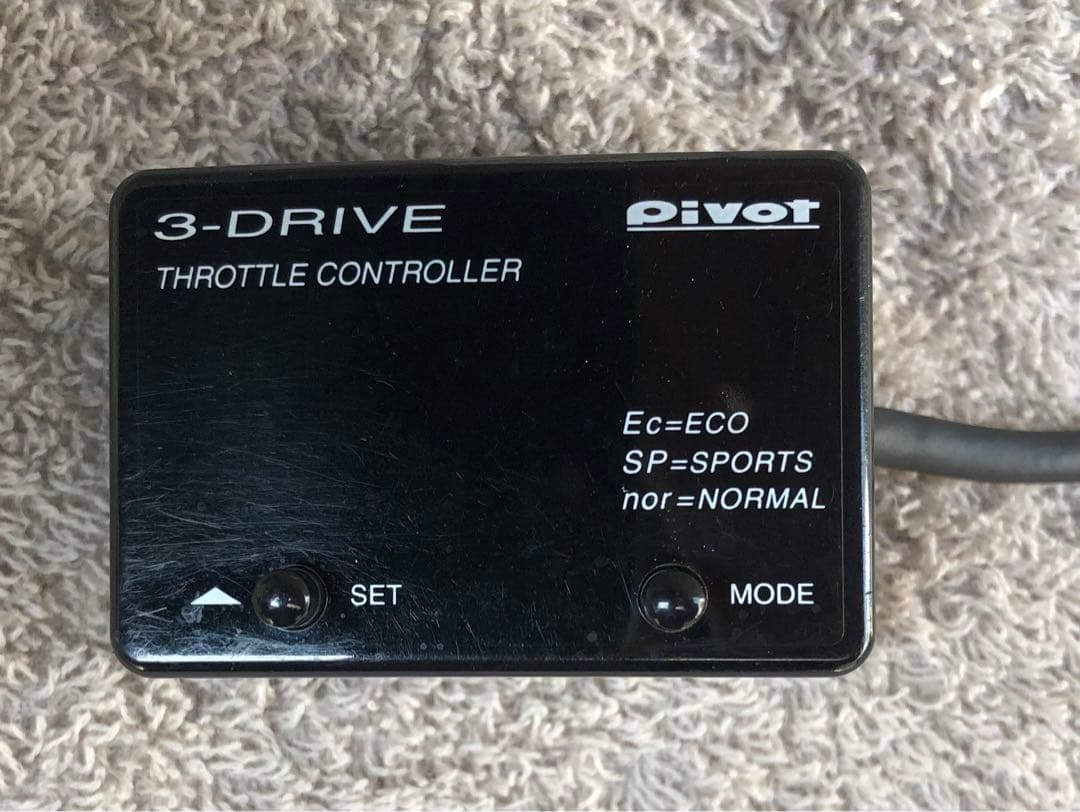 3-DRIVE
Pivot
THROTTLE CONTROLLER
Ec=ECO
SP=SPORTS
nor=NORMAL
SET
MODE